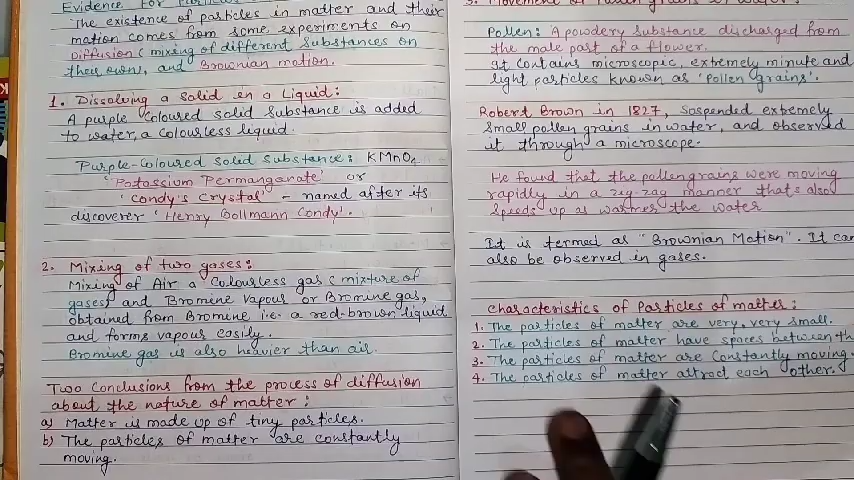 Evidence For Particles
The existence of particles in matter and their
motion comes from some experiments on
Diffusion (mixing of different substances on
their own), and Brownian motion.
1. Dissolving a Solid in a Liquid:
A purple coloured solid substance is added
to water, a colourless liquid.
Purple-coloured solid substance: KMnO4
'Potassium Permanganate' or
'Condy's Crystal' - named after its
discoverer 'Henry Bollmann Condy'.
2. Mixing of two gases:
Mixing of Air a Colourless gas (mixture of
gases) and Bromine Vapour or Bromine gas,
obtained from Bromine i.e. a red-brown liquid
and forms vapour easily.
Bromine gas is also heavier than air.
Two Conclusions from the process of diffusion
about the nature of matter:
a) Matter is made up of tiny particles.
b) The particles of matter are constantly
moving.
3. Movement of Pollen grains in water:
Pollen: A powdery substance discharged from
the male part of a flower.
It contains microscopic, extremely minute and
light particles known as 'Pollen grains'.
Robert Brown in 1827, suspended extremely
small pollen grains in water, and observed
it through a microscope.
He found that the pollen grains were moving
rapidly in a zig-zag manner that's also
speeds up as warmer the water
It is termed as "Brownian Motion". It can
also be observed in gases.
Characteristics of Particles of matter:
1. The particles of matter are very, very small.
2. The particles of matter have spaces between th
3. The particles of matter are Constantly moving.
4. The particles of matter attract each other.